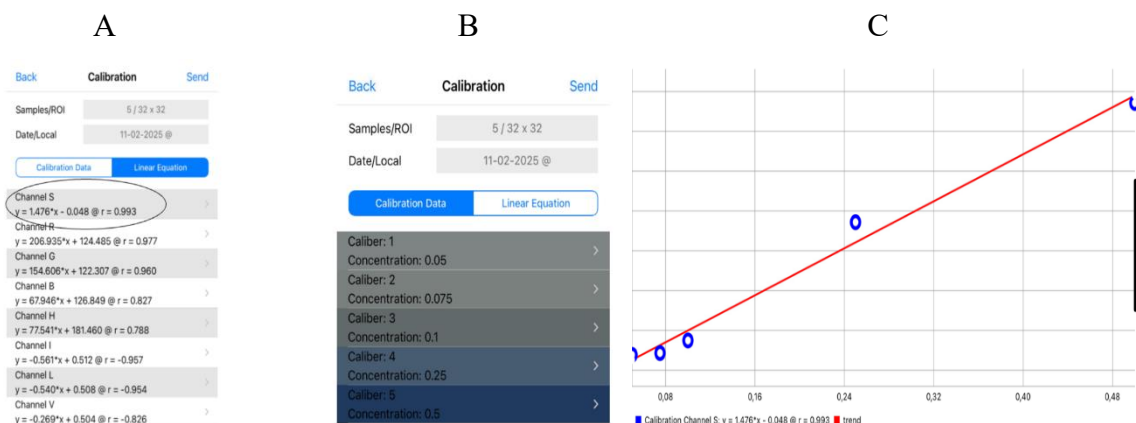 A
B
C
Back Calibration Send
Samples/ROI 5 / 32 x 32
Date/Local 11-02-2025 @
Calibration Data Linear Equation
Channel S
y = 1.476*x - 0.048 @ r = 0.993
Channel R
y = 206.935*x + 124.485 @ r = 0.977
Channel G
y = 154.606*x + 122.307 @ r = 0.960
Channel B
y = 67.946*x + 126.849 @ r = 0.827
Channel H
y = 77.541*x + 181.460 @ r = 0.788
Channel I
y = -0.561*x + 0.512 @ r = -0.957
Channel L
y = -0.540*x + 0.508 @ r = -0.954
Channel V
y = -0.269*x + 0.504 @ r = -0.826
Back Calibration Send
Samples/ROI 5 / 32 x 32
Date/Local 11-02-2025 @
Calibration Data Linear Equation
Caliber: 1
Concentration: 0.05
Caliber: 2
Concentration: 0.075
Caliber: 3
Concentration: 0.1
Caliber: 4
Concentration: 0.25
Caliber: 5
Concentration: 0.5
0,08 0,16 0,24 0,32 0,40 0,48
Calibration Channel S: y = 1.476*x - 0.048 @ r = 0.993 trend